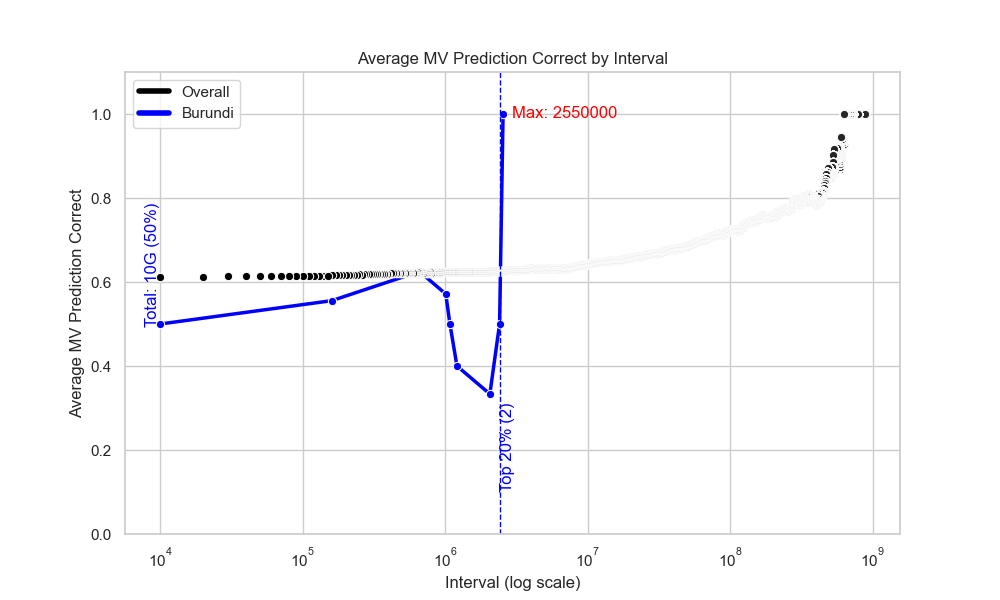 Average MV Prediction Correct by Interval
Overall
Burundi
Max: 2550000
Total: 10G (50%)
Top 20% (2)
Average MV Prediction Correct
1.0
0.8
0.6
0.4
0.2
0.0
10^4 10^5 10^6 10^7 10^8 10^9
Interval (log scale)